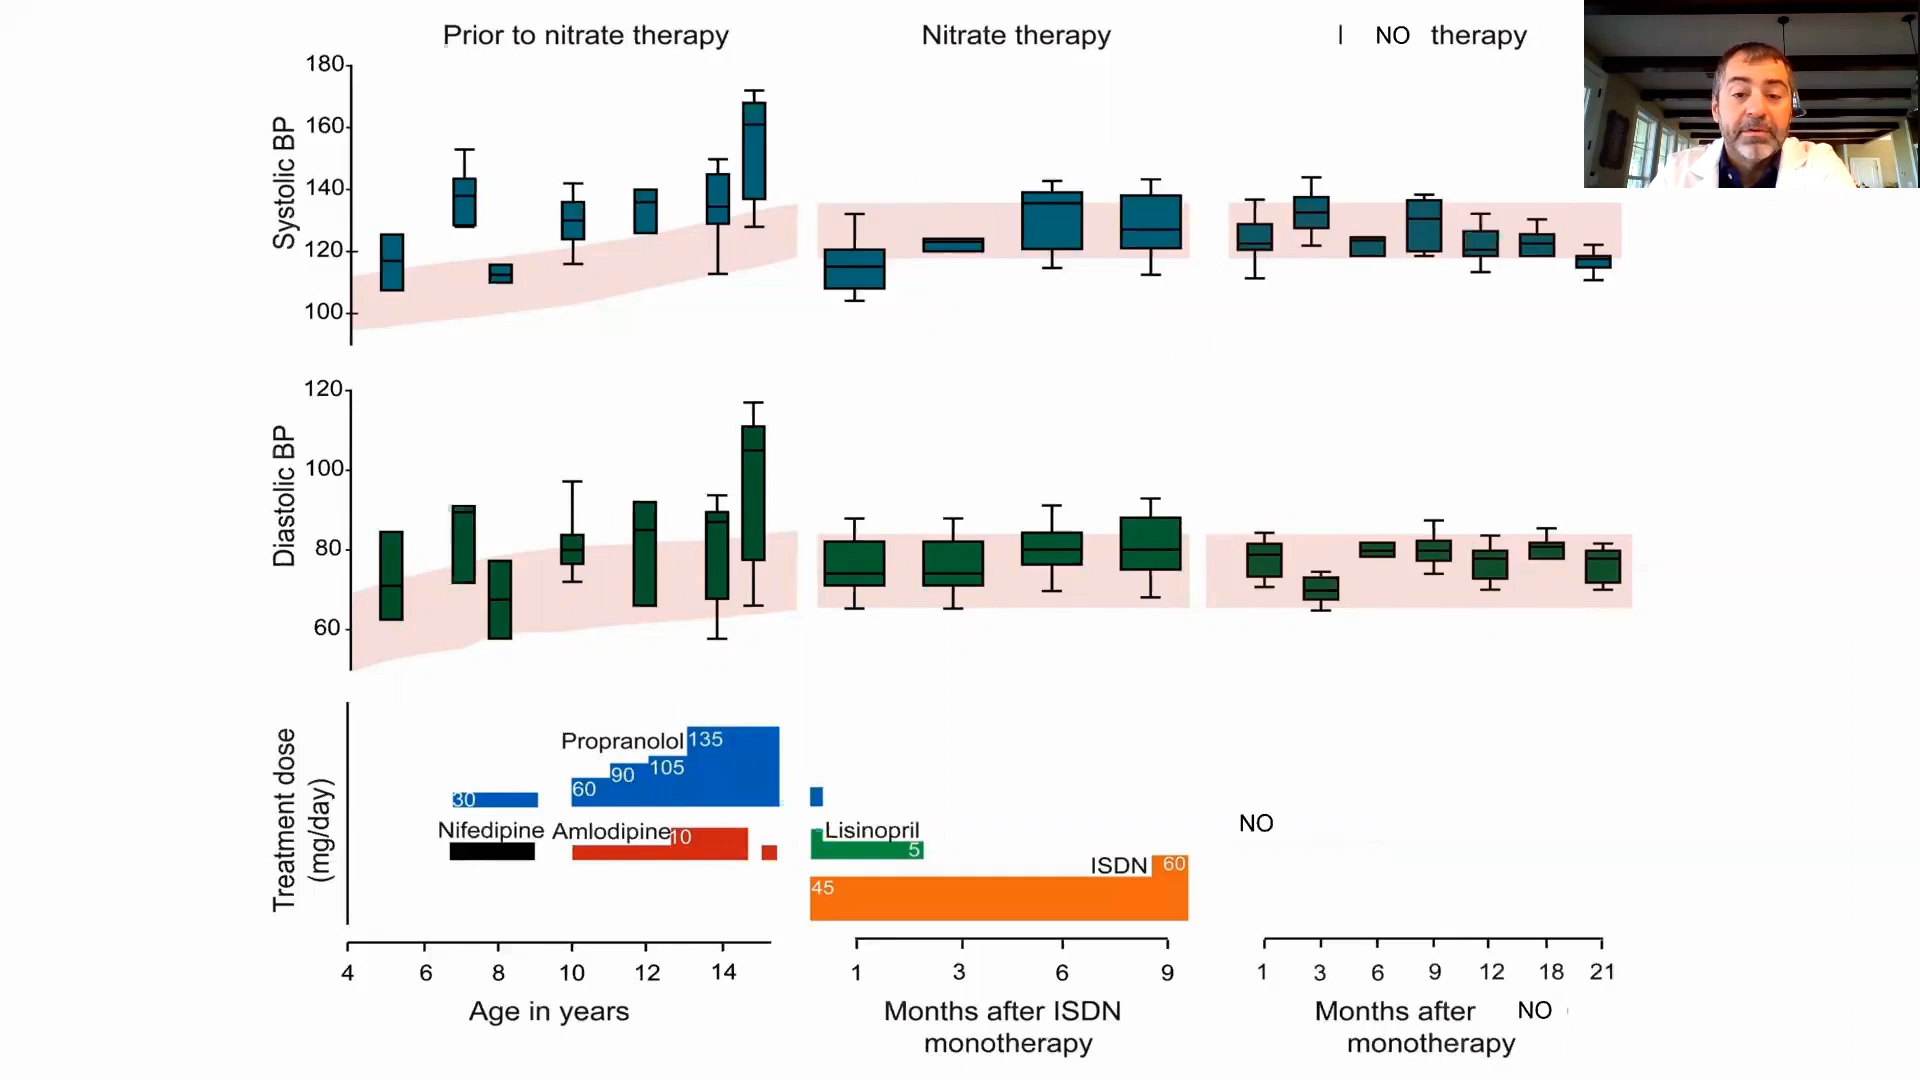 Prior to nitrate therapy
Nitrate therapy
NO therapy
Systolic BP
180
160
140
120
100
Diastolic BP
120
100
80
60
Treatment dose
(mg/day)
Propranolol
30
60
90
105
135
Nifedipine
Amlodipine
10
Lisinopril
5
ISDN
45
60
NO
4 6 8 10 12 14
Age in years
1 3 6 9
Months after ISDN
monotherapy
1 3 6 9 12 18 21
Months after NO
monotherapy